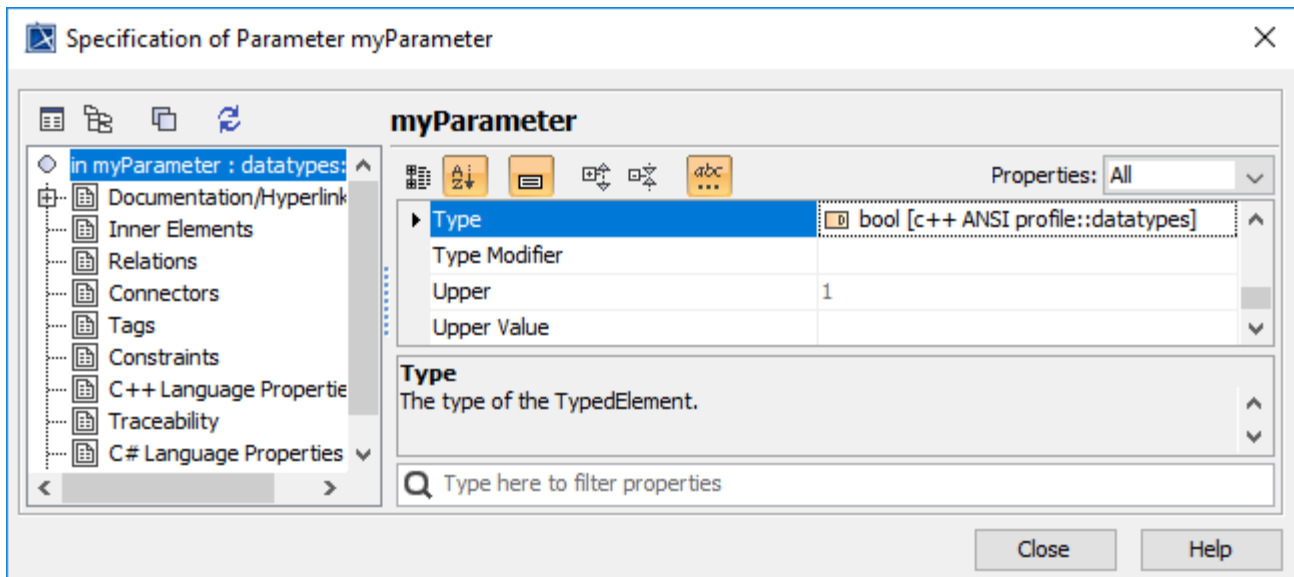 Specification of Parameter myParameter
myParameter
in myParameter : datatypes:
Documentation/Hyperlink
Inner Elements
Relations
Connectors
Tags
Constraints
C++ Language Propertie
Traceability
C# Language Properties
Properties: All
Type bool [c++ ANSI profile::datatypes]
Type Modifier
Upper 1
Upper Value
Type
The type of the TypedElement.
Type here to filter properties
Close Help